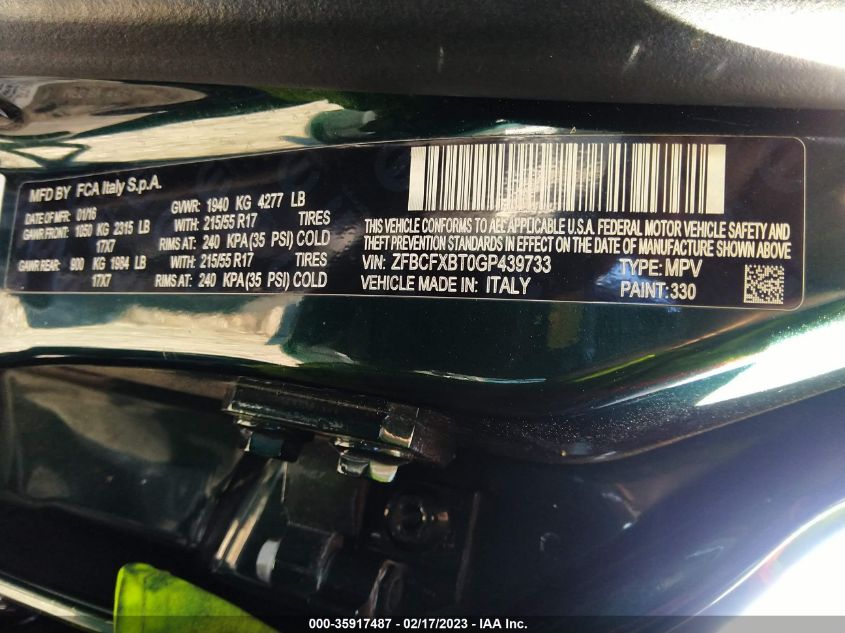 MFD BY FCA Italy S.p.A.
DATE OF MFR: 01/16 GVWR: 1940 KG 4277 LB
GAWR FRONT: 1050 KG 2315 LB WITH: 215/55 R17 TIRES
17X7 RIMS AT: 240 KPA(35 PSI) COLD
GAWR REAR: 900 KG 1984 LB WITH: 215/55 R17 TIRES
17X7 RIMS AT: 240 KPA(35 PSI) COLD
THIS VEHICLE CONFORMS TO ALL APPLICABLE U.S.A. FEDERAL MOTOR VEHICLE SAFETY AND
THEFT PREVENTION STANDARDS IN EFFECT ON THE DATE OF MANUFACTURE SHOWN ABOVE
VIN: ZFBCFXBT0GP439733 TYPE: MPV
VEHICLE MADE IN: ITALY PAINT: 330
000-35917487 - 02/17/2023 - IAA Inc.